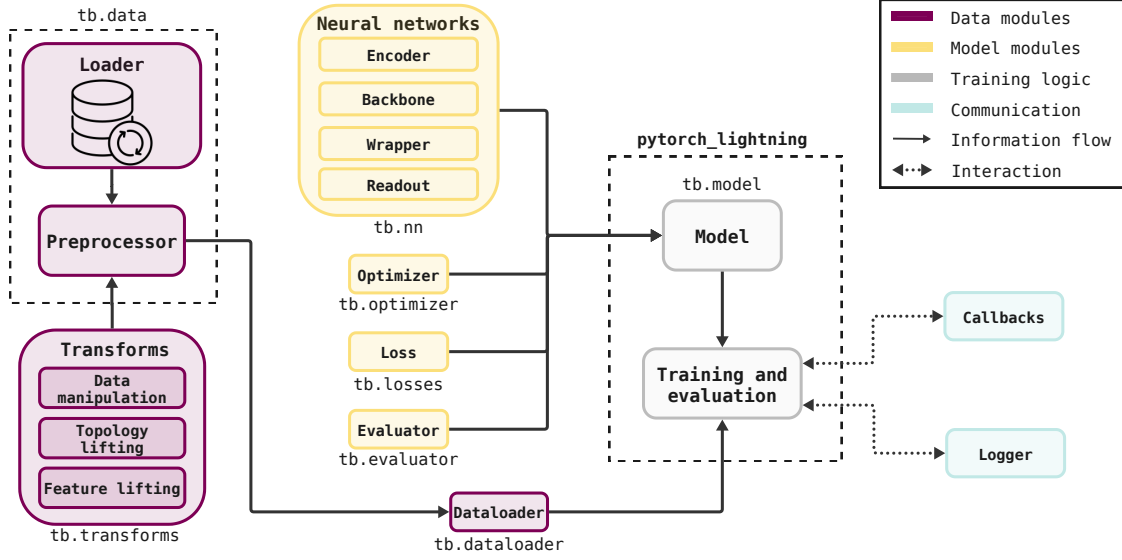 tb.data
Loader
Preprocessor
Transforms
Data
manipulation
Topology
lifting
Feature lifting
tb.transforms
Neural networks
Encoder
Backbone
Wrapper
Readout
tb.nn
Optimizer
tb.optimizer
Loss
tb.losses
Evaluator
tb.evaluator
Dataloader
tb.dataloader
pytorch_lightning
tb.model
Model
Training and
evaluation
Callbacks
Logger
Data modules
Model modules
Training logic
Communication
Information flow
Interaction